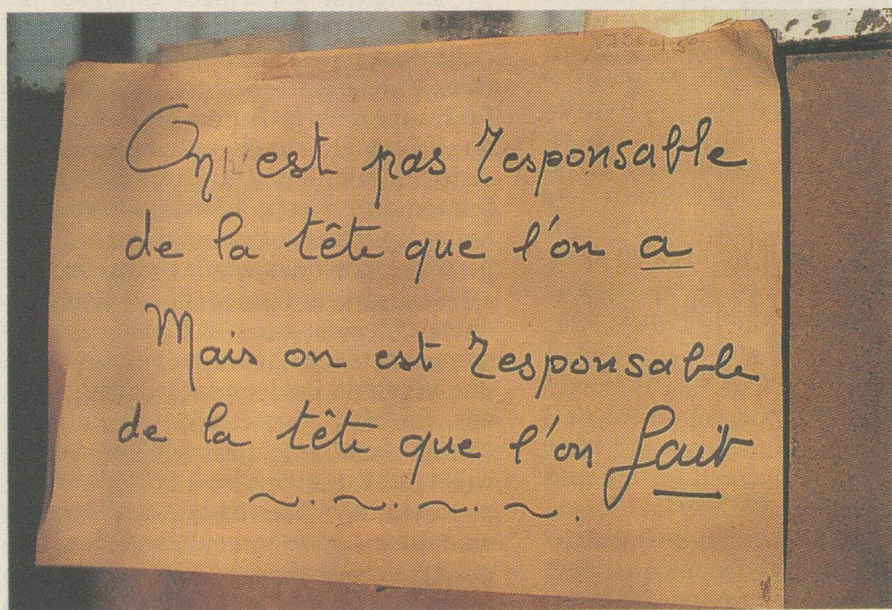 On n'est pas responsable
de la tête que l'on a
Mais on est responsable
de la tête que l'on fait